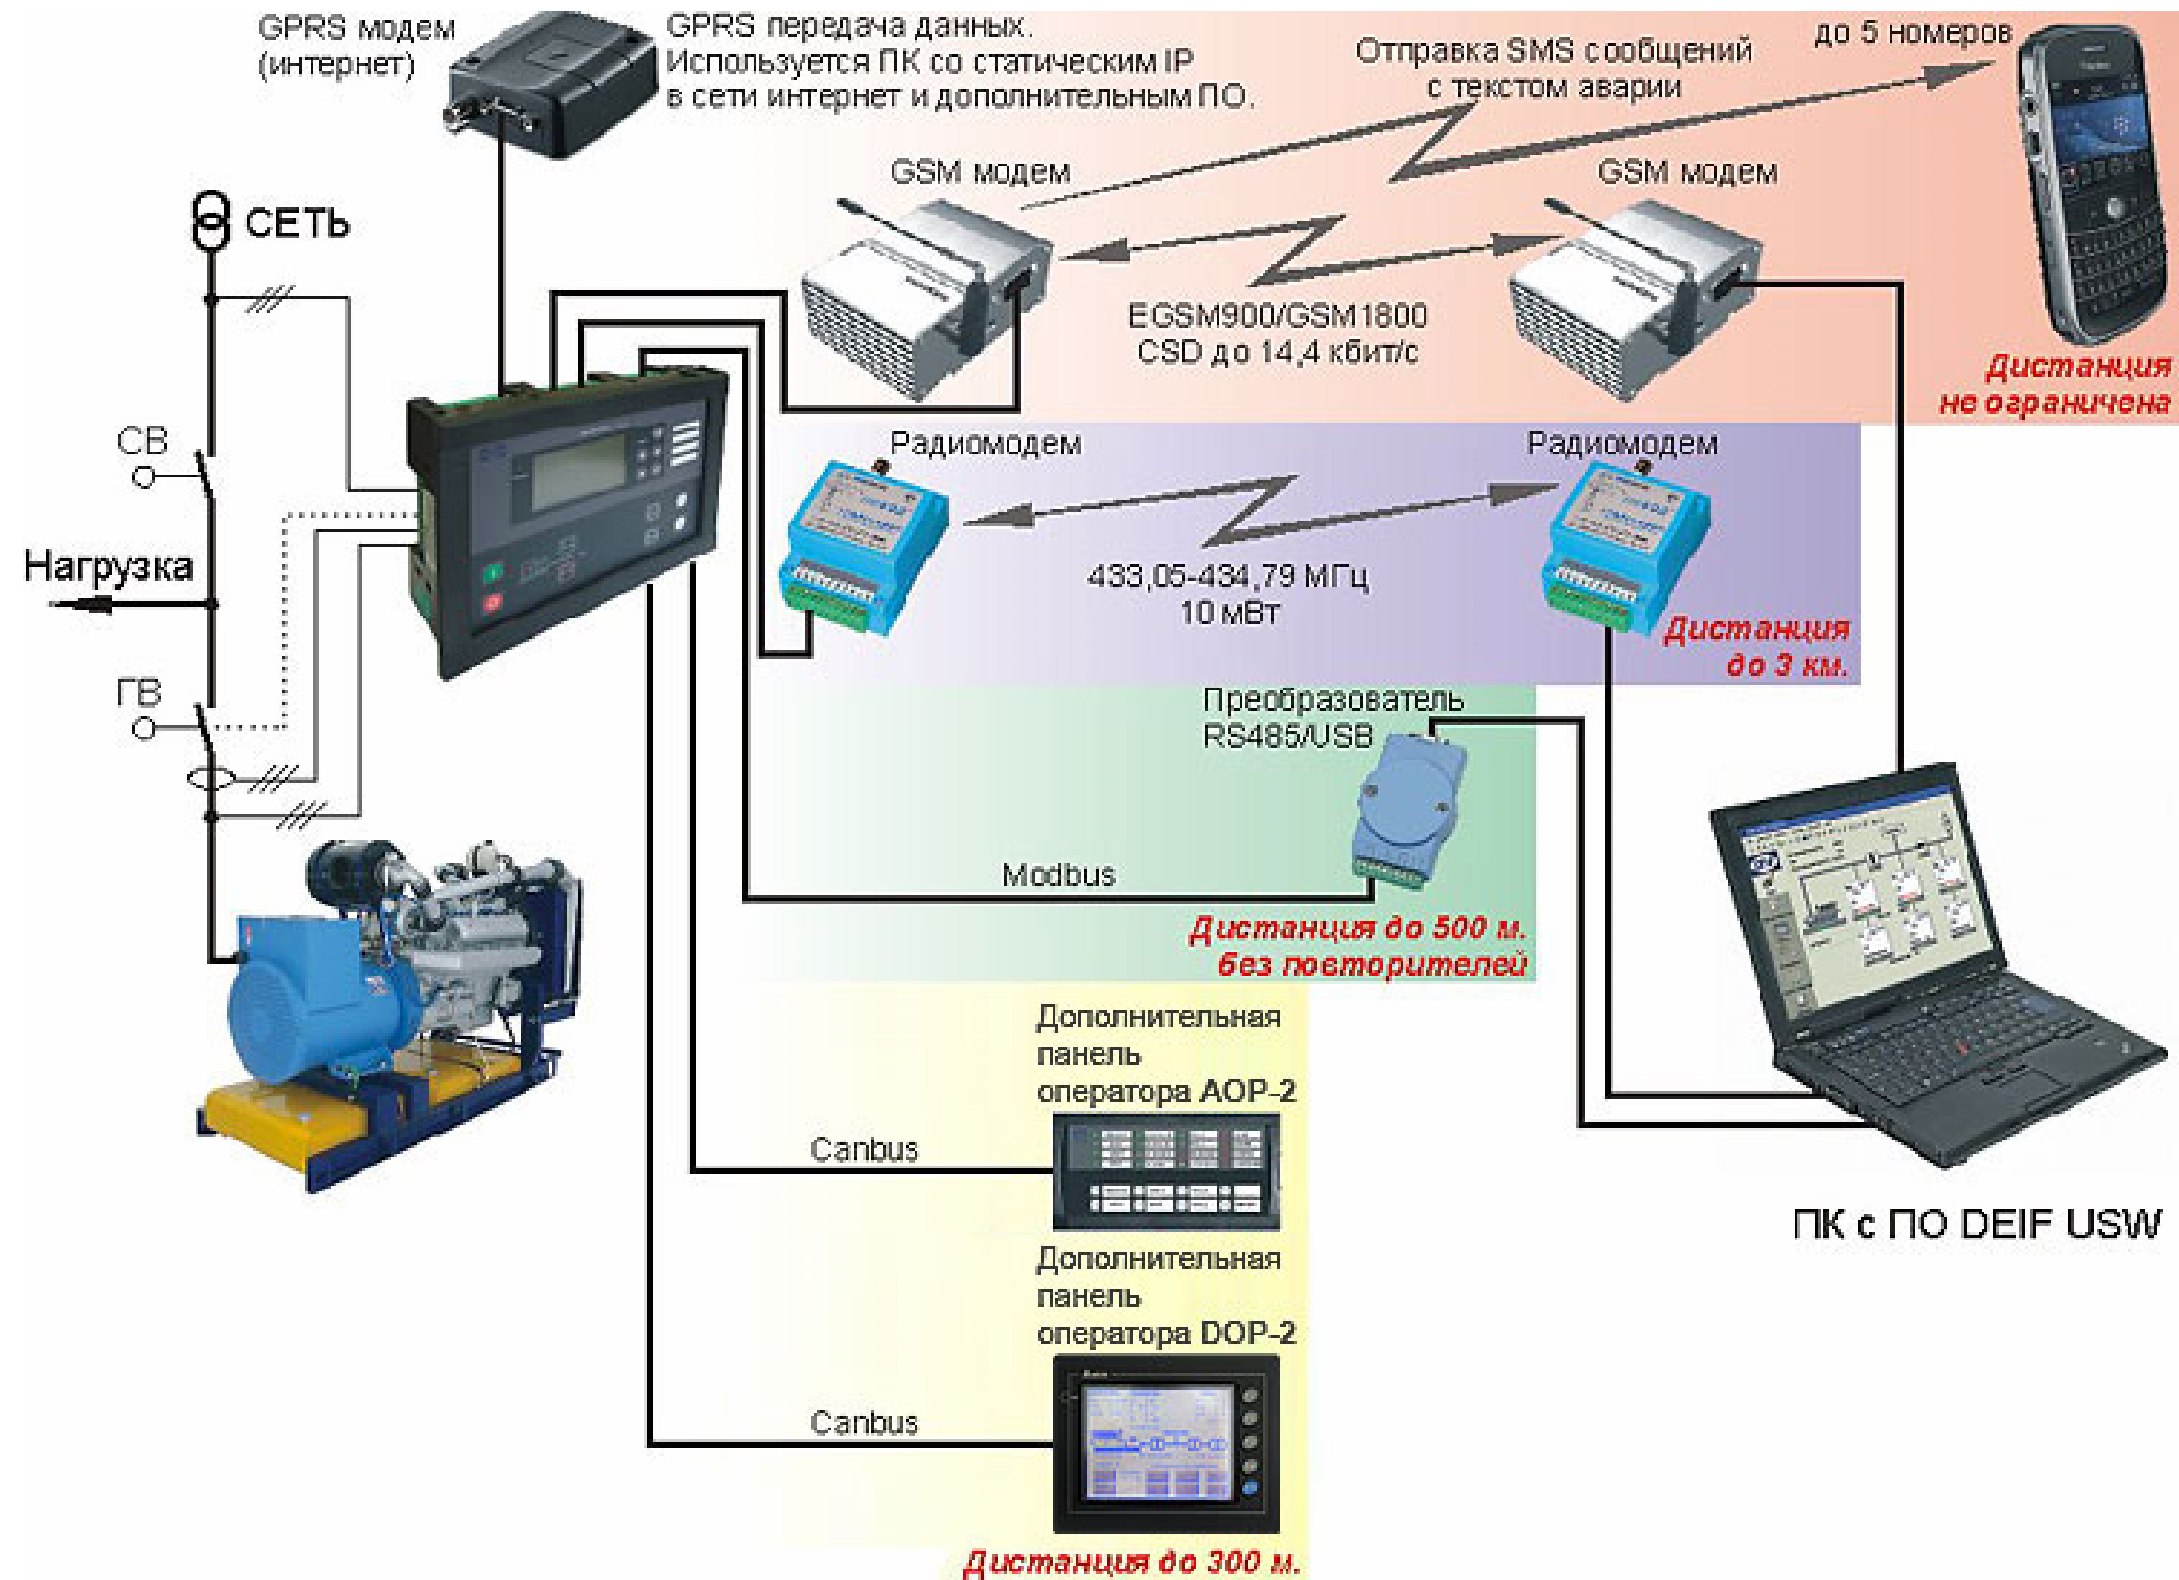 GPRS модем
(интернет)
GPRS передача данных.
Используется ПК со статическим IP
в сети интернет и дополнительным ПО.
Отправка SMS сообщений
с текстом аварии
до 5 номеров
GSM модем
GSM модем
СЕТЬ
EGSM900/GSM1800
CSD до 14,4 кбит/с
Дистанция
не ограничена
СВ
Радиомодем
Радиомодем
Нагрузка
433,05-434,79 МГц
10 мВт
Дистанция
до 3 км.
ГВ
Преобразователь
RS485/USB
Modbus
Дистанция до 500 м.
без повторителей
Дополнительная
панель
оператора AOP-2
Canbus
ПК с ПО DEIF USW
Дополнительная
панель
оператора DOP-2
Canbus
Дистанция до 300 м.